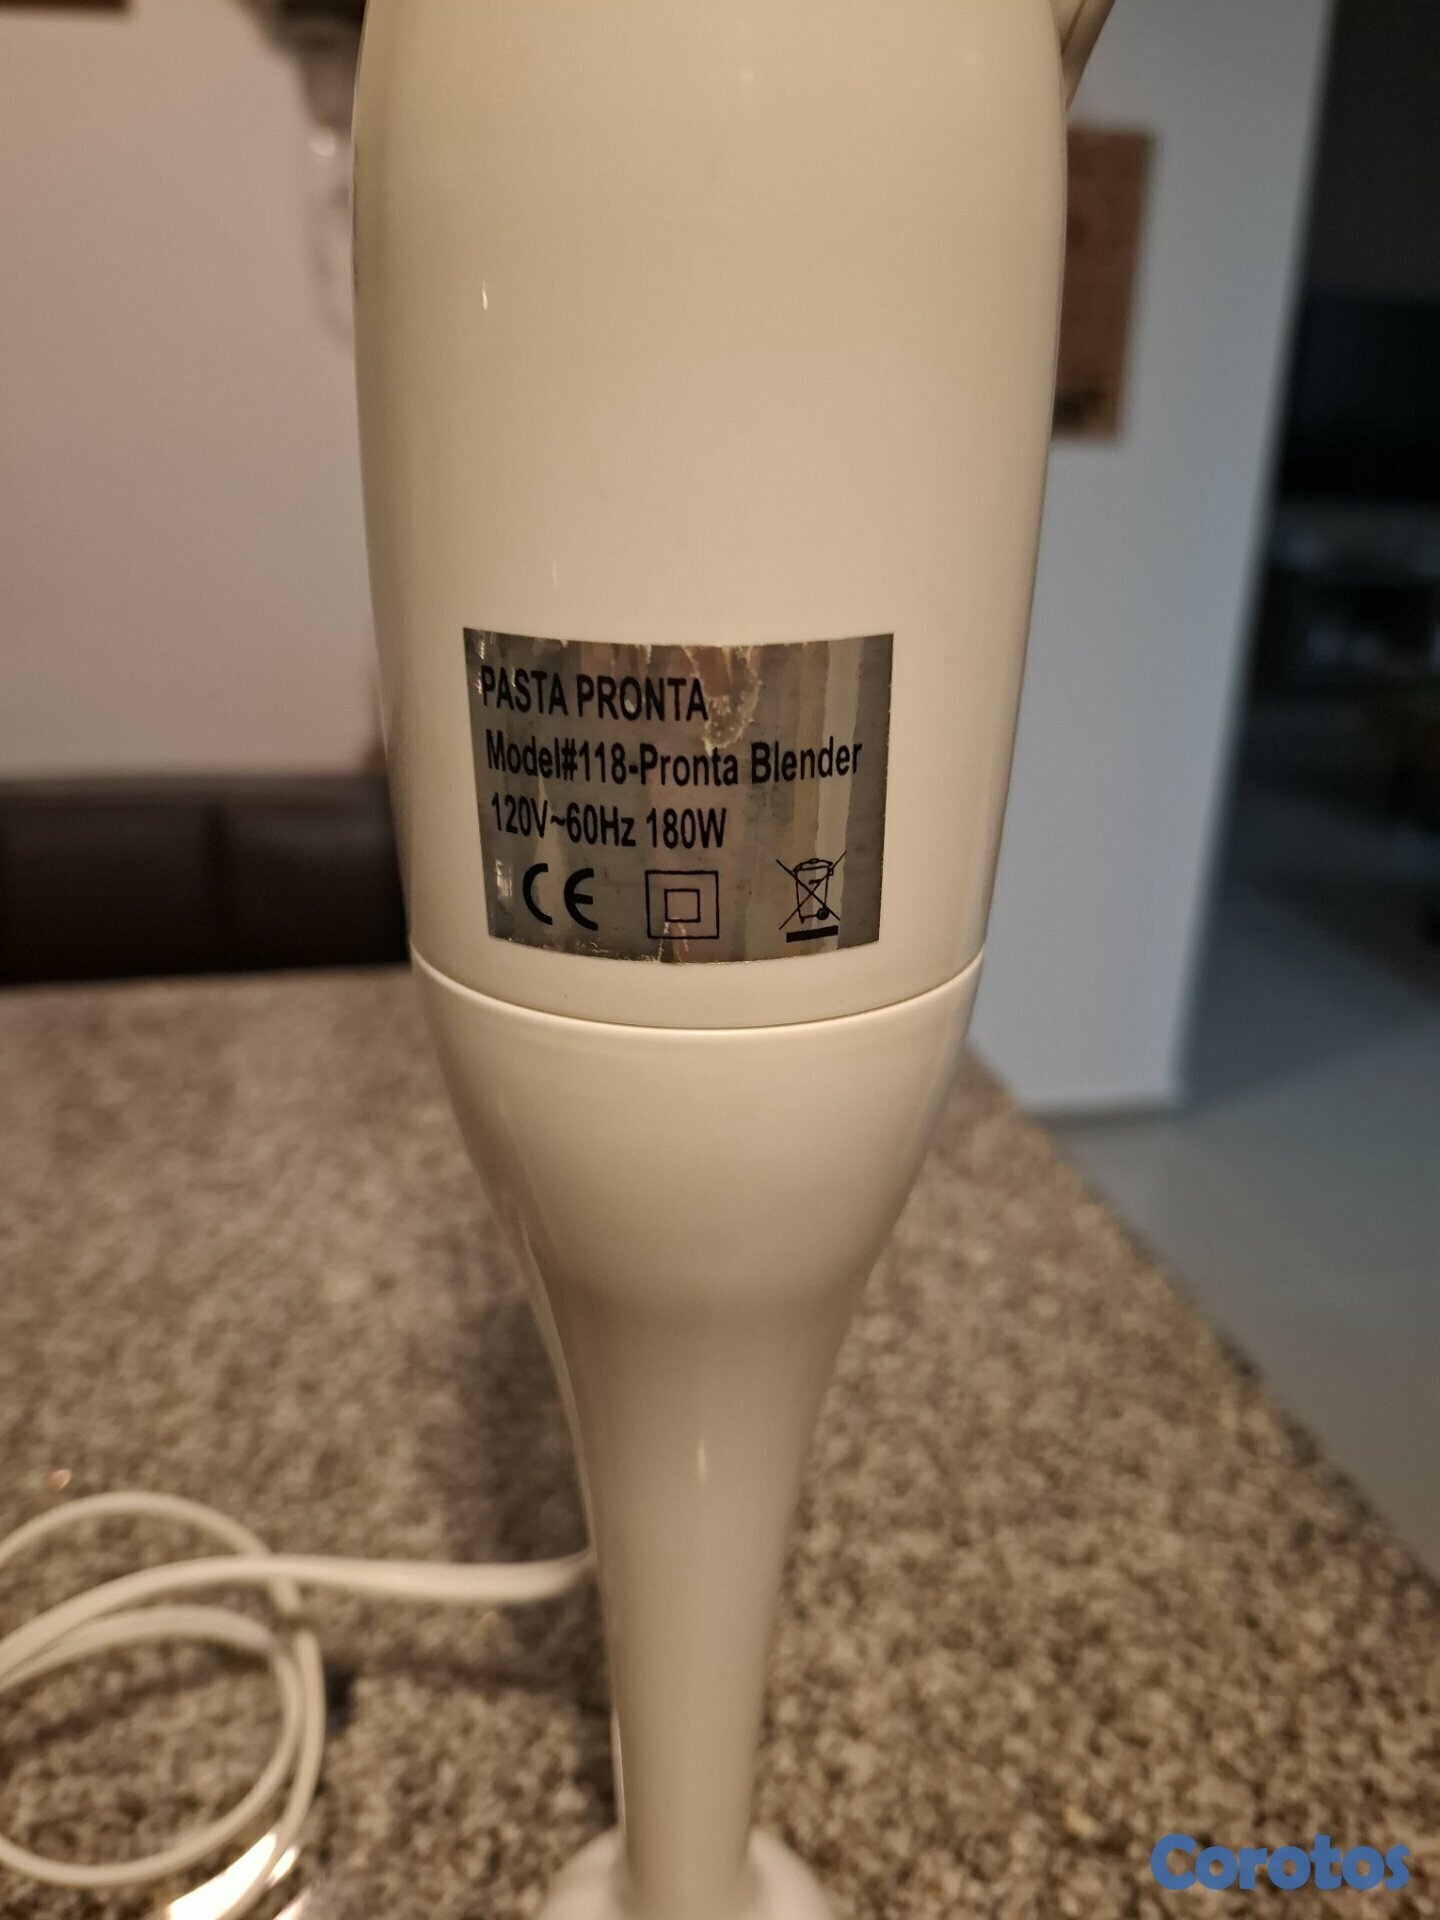 PASTA PRONTA
Model#118-Pronta Blender
120V~60Hz 180W
CE
Corotos